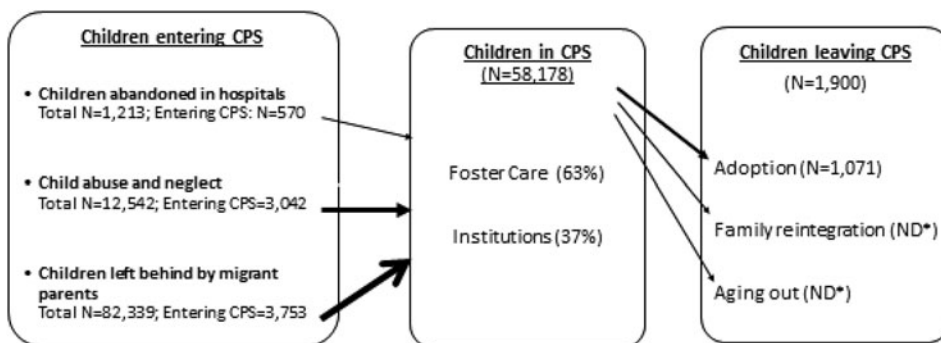 Children entering CPS
• Children abandoned in hospitals
Total N=1,213; Entering CPS: N=570
• Child abuse and neglect
Total N=12,542; Entering CPS=3,042
• Children left behind by migrant
parents
Total N=82,339; Entering CPS=3,753
Children in CPS
(N=58,178)
Foster Care (63%)
Institutions (37%)
Children leaving CPS
(N=1,900)
Adoption (N=1,071)
Family reintegration (ND*)
Aging out (ND*)